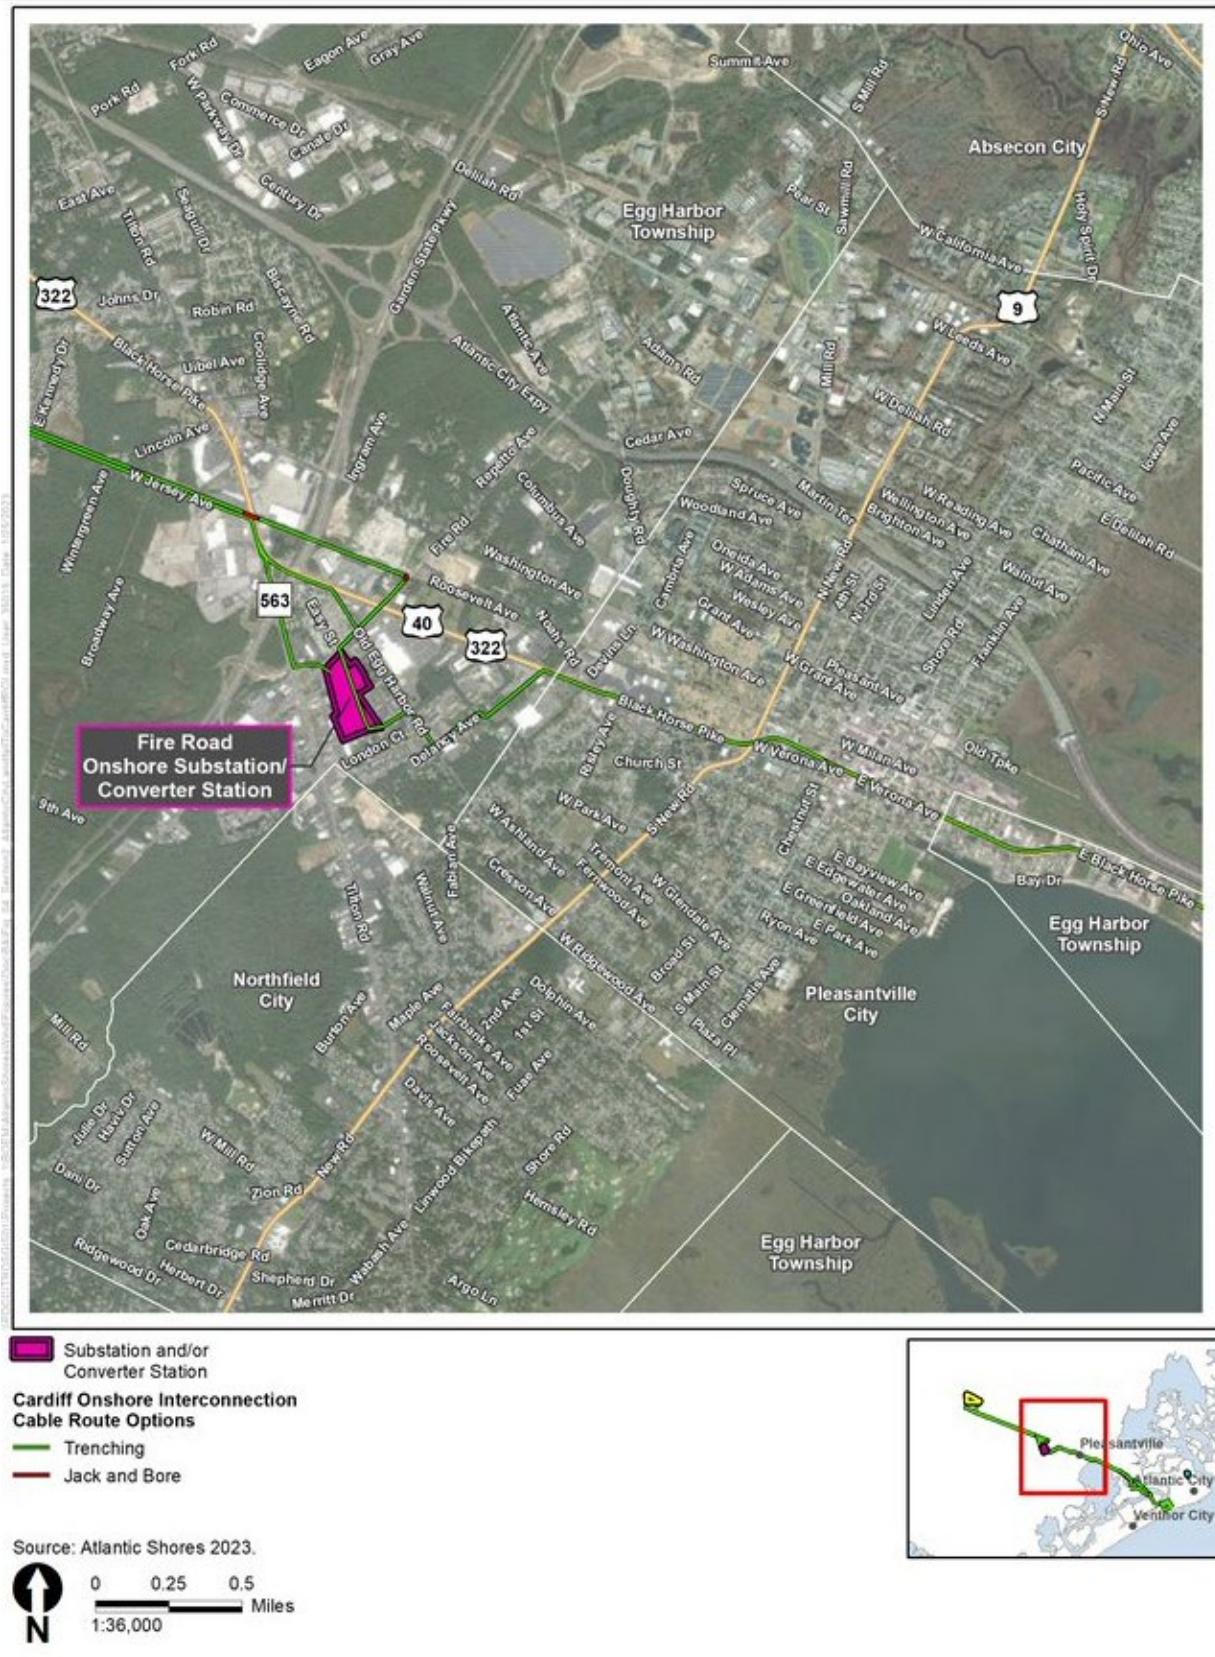 Ohio Ave
Fork Rd
Eagon Ave
Gray Ave
Summit Ave
S Mill Rd
S New Rd
Pork Rd
W Parkway Dr
Commerce Dr
Canale Dr
Absecon City
Delilah Rd
Century Dr
East Ave
Seagull Dr
Tilton Rd
Egg Harbor
Township
Pear St
Sawmill Rd
Holy Spirit Dr
W California Ave
Garden State Pkwy
Biscayne Rd
322
Johns Dr
Robin Rd
9
Atlantic Ave
W Leeds Ave
Black Horse Pike
Uibel Ave
Coolidge Ave
Atlantic City Expy
Adams Rd
Mill Rd
E Kennedy Dr
N Main St
W Delilah Rd
Lincoln Ave
Ingram Ave
Repetto Ave
Cedar Ave
Iowa Ave
W Jersey Ave
Columbus Ave
Doughty Rd
Spruce Ave
Woodland Ave
Martin Ter
Pacific Ave
W Reading Ave
Wellington Ave
Brighton Ave
E Delilah Rd
Wintergreen Ave
Fire Rd
Chatham Ave
Washington Ave
Cambria Ave
Oneida Ave
W Adams Ave
Wesley Ave
Grant Ave
N New Rd
4th St
N 3rd St
Linden Ave
Walnut Ave
Roosevelt Ave
563
Easy St
40
322
Noahs Rd
Devins Ln
Broadway Ave
W Washington Ave
W Grant Ave
Pleasant Ave
Shore Rd
Franklin Ave
Old Egg Harbor Rd
Black Horse Pike
Fire Road
Onshore Substation/
Converter Station
London Ct
Delancy Ave
Risley Ave
Church St
W Verona Ave
W Milan Ave
Old Tpke
E Verona Ave
9th Ave
W Park Ave
S New Rd
Chestnut St
W Ashland Ave
Fabian Ave
Tremont Ave
Fernwood Ave
Cresson Ave
W Glendale Ave
E Bayview Ave
E Edgewater Ave
Oakland Ave
E Greenfield Ave
E Park Ave
Ryon Ave
Bay Dr
E Black Horse Pike
Egg Harbor
Township
Tilton Rd
Walnut Ave
W Ridgewood Ave
Broad St
S Main St
Clematis Ave
Northfield
City
Pleasantville
City
Maple Ave
Dolphin Ave
2nd Ave
1st St
Plaza Pl
Mill Rd
Burton Ave
Fairbanks Ave
Jackson Ave
Roosevelt Ave
Davis Ave
Julie Dr
Haviv Dr
Sutton Ave
W Mill Rd
New Rd
Linwood Bikepath
Shore Rd
Dani Dr
Zion Rd
Hemsley Rd
Oak Ave
Egg Harbor
Township
Cedarbridge Rd
Wabash Ave
Ridgewood Dr
Herbert Dr
Shepherd Dr
Merritt Dr
Argo Ln
Substation and/or
Converter Station
Cardiff Onshore Interconnection
Cable Route Options
Trenching
Jack and Bore
Pleasantville
Atlantic City
Ventnor City
Source: Atlantic Shores 2023.
N
0 0.25 0.5
Miles
1:36,000